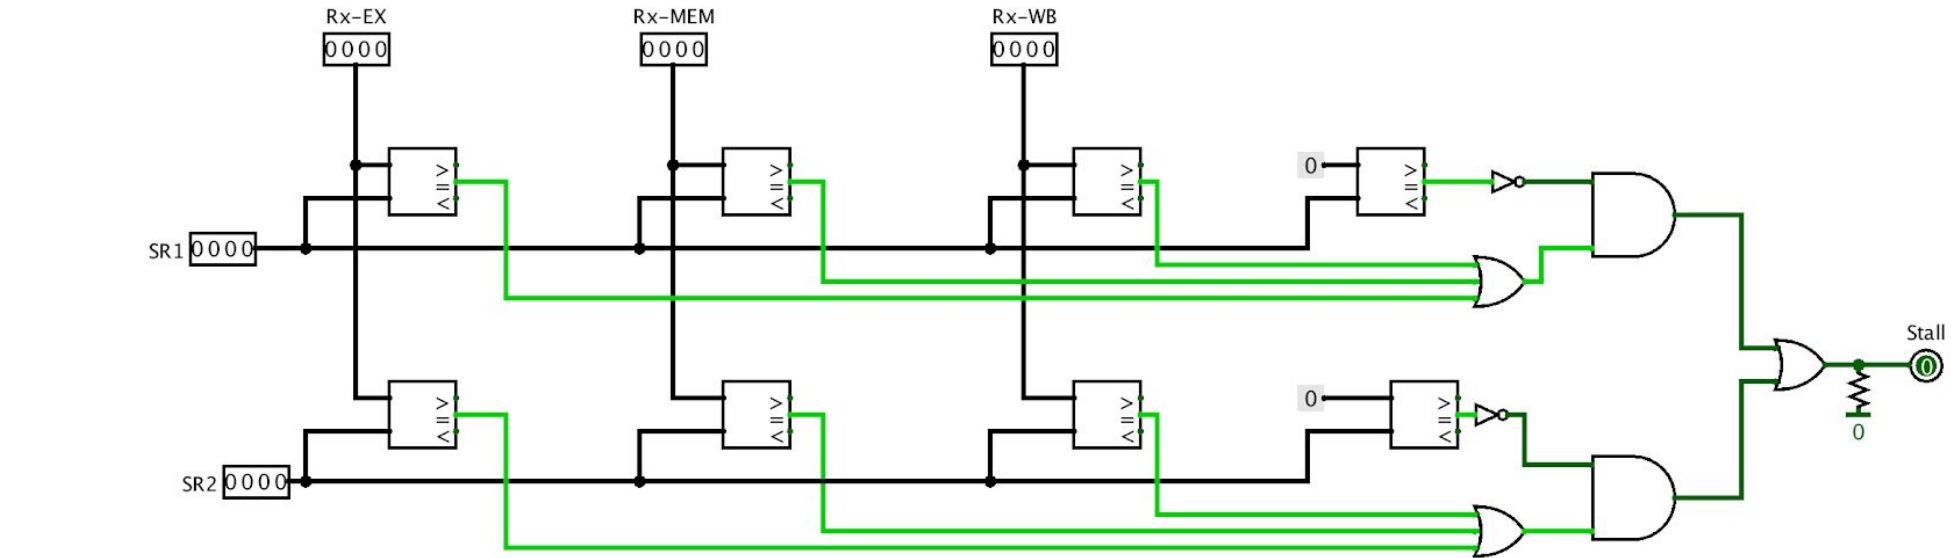 Rx-EX Rx-MEM Rx-WB
0000 0000 0000
0
> > > >
= = = =
< < < <
SR1 0000
Stall
0
0
> > > >
= = = =
< < < <
0
SR2 0000